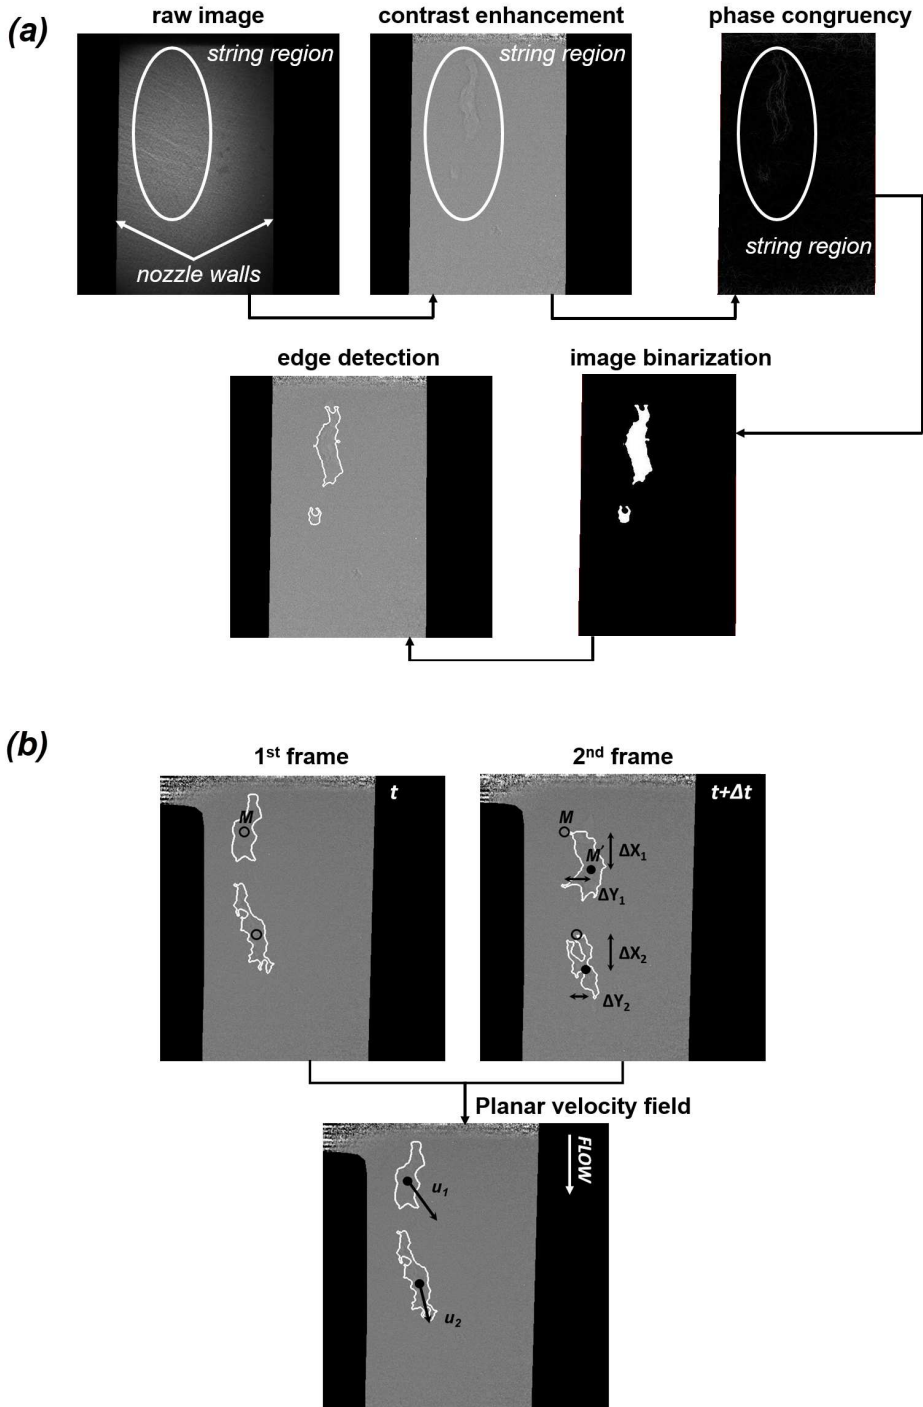 (a)
raw image
contrast enhancement
phase congruency
string region
string region
string region
nozzle walls
edge detection
image binarization
(b)
1st frame
2nd frame
t
t+Δt
M
M
M′
ΔX1
ΔY1
ΔX2
ΔY2
Planar velocity field
FLOW
u1
u2